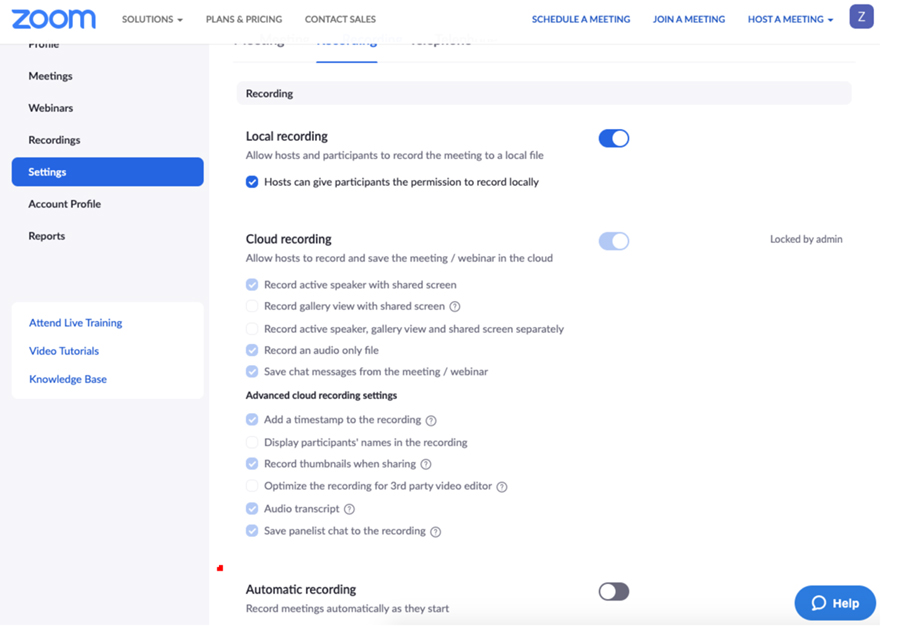 zoom
SOLUTIONS PLANS & PRICING CONTACT SALES SCHEDULE A MEETING JOIN A MEETING HOST A MEETING Z
Profile
Meetings
Webinars
Recordings
Settings
Account Profile
Reports
Attend Live Training
Video Tutorials
Knowledge Base
Meeting Recording Telephone
Recording
Local recording
Allow hosts and participants to record the meeting to a local file
Hosts can give participants the permission to record locally
Cloud recording
Locked by admin
Allow hosts to record and save the meeting / webinar in the cloud
Record active speaker with shared screen
Record gallery view with shared screen ?
Record active speaker, gallery view and shared screen separately
Record an audio only file
Save chat messages from the meeting / webinar
Advanced cloud recording settings
Add a timestamp to the recording ?
Display participants' names in the recording
Record thumbnails when sharing ?
Optimize the recording for 3rd party video editor ?
Audio transcript ?
Save panelist chat to the recording ?
Automatic recording
Record meetings automatically as they start
Help